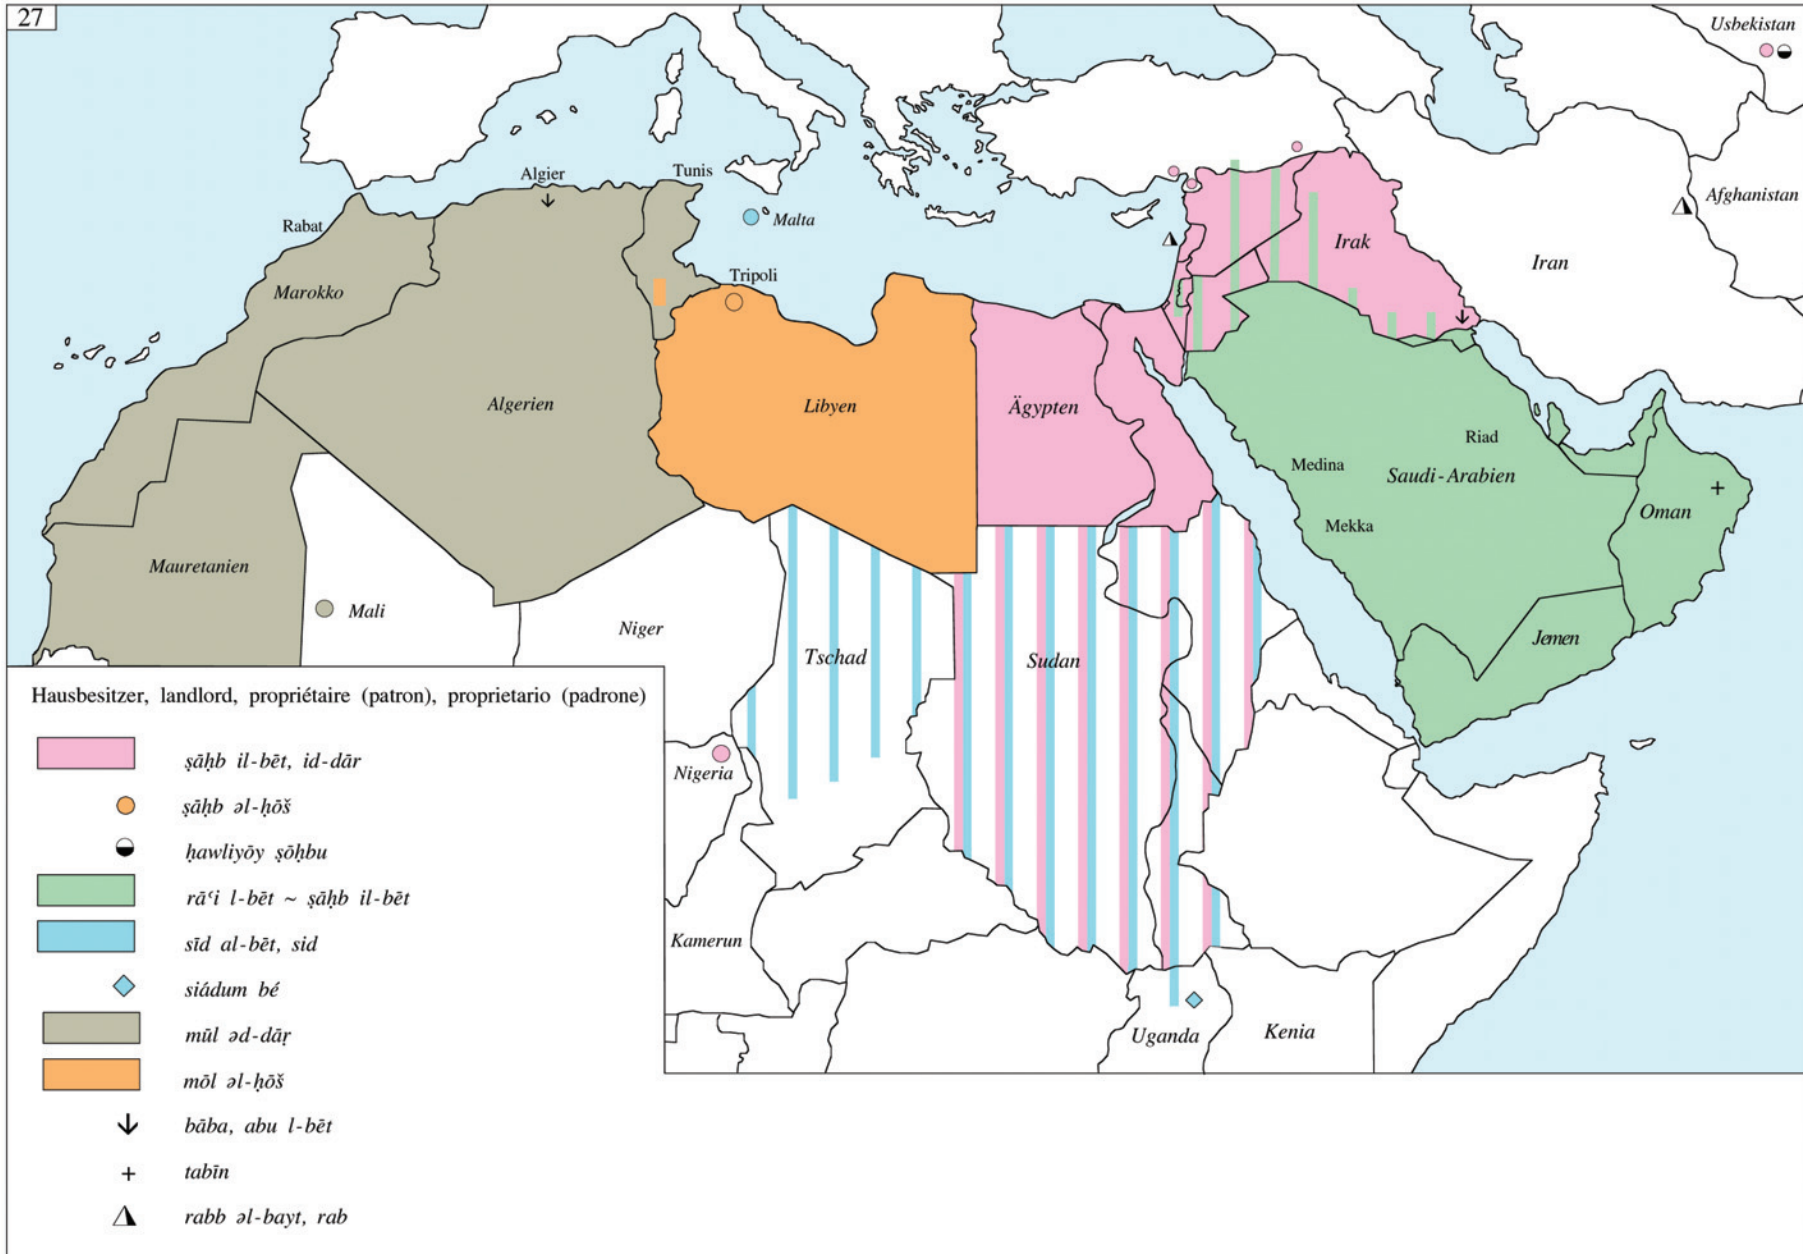 27
Usbekistan
Algier
Tunis
Afghanistan
Rabat
Malta
Irak
Iran
Tripoli
Marokko
Algerien
Libyen
Ägypten
Riad
Medina
Saudi-Arabien
Oman
Mekka
Mauretanien
Mali
Niger
Tschad
Sudan
Jemen
Nigeria
Kamerun
Uganda
Kenia
Hausbesitzer, landlord, propriétaire (patron), proprietario (padrone)
ṣāḥb il-bēt, id-dār
ṣāḥb əl-ḥōš
ḥawliyōy ṣōḥbu
rāʿi l-bēt ~ ṣāḥb il-bēt
sīd al-bēt, sid
siádum bé
mūl əd-dāṛ
mōl əl-ḥōš
bāba, abu l-bēt
tabīn
rabb əl-bayt, rab